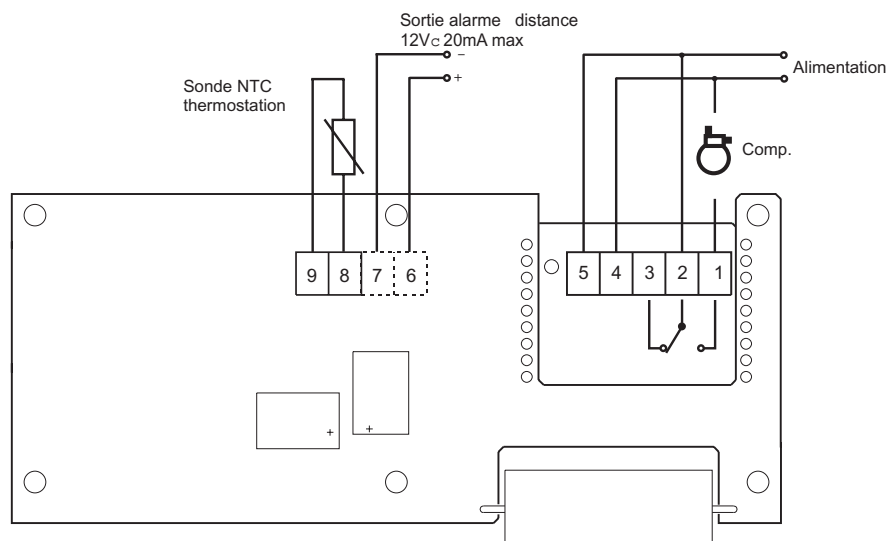 Sortie alarme distance
12Vc 20mA max
−
+
Alimentation
Sonde NTC
thermostation
Comp.
9 8 7 6
5 4 3 2 1
+ +